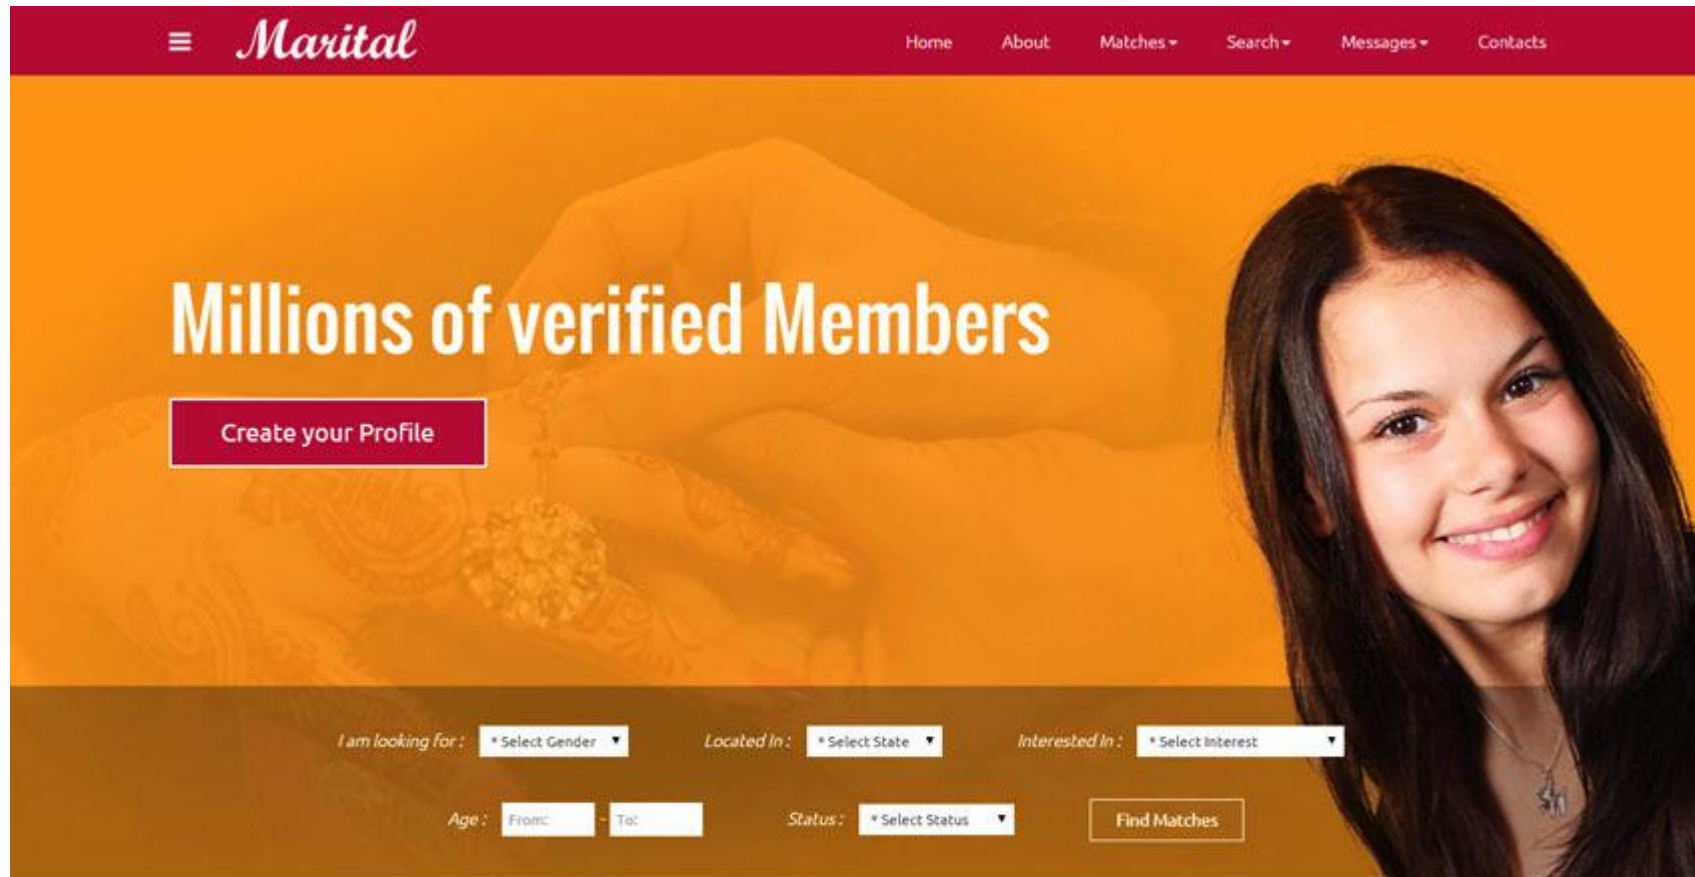 Marital
Home About Matches Search Messages Contacts
Millions of verified Members
Create your Profile
I am looking for : * Select Gender Located In : * Select State Interested In : * Select Interest
Age : From: - To: Status : * Select Status Find Matches